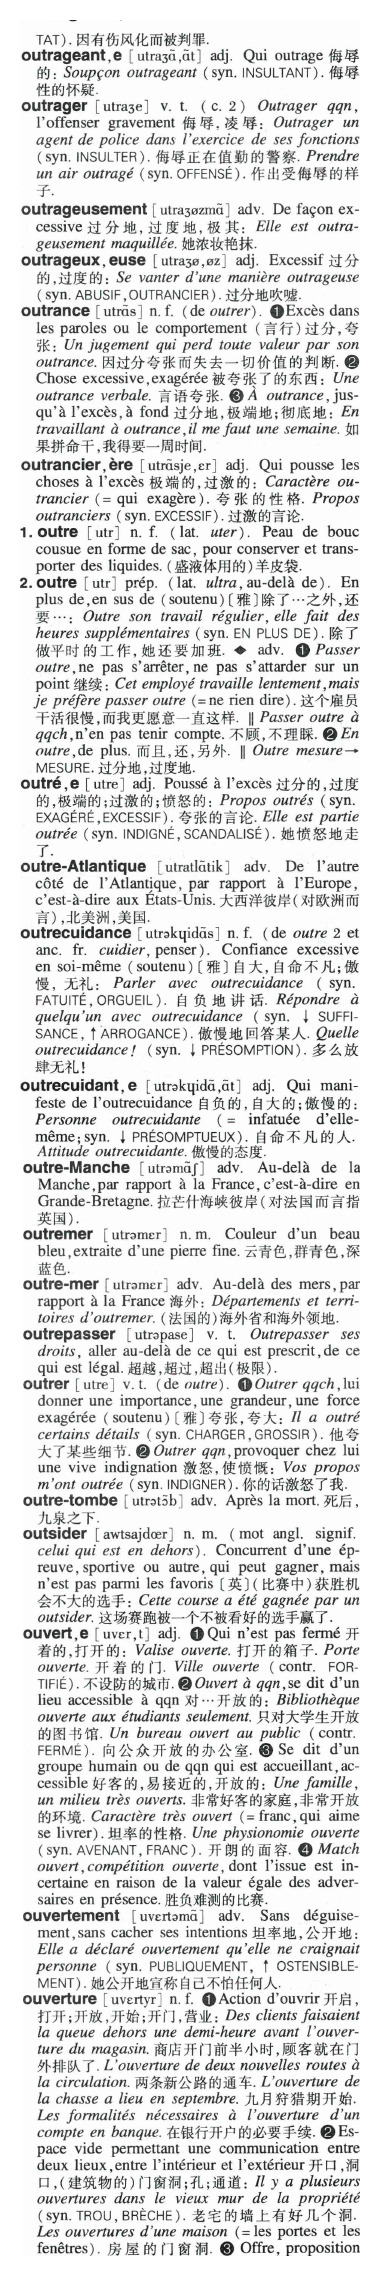 TAT). 因有伤风化而被判罪.
outrageant,e [utraʒɑ̃,ɑ̃t] adj. Qui outrage 侮辱
的: Soupçon outrageant (syn. INSULTANT). 侮辱
性的怀疑.
outrager [utraʒe] v. t. (c. 2) Outrager qqn,
l'offenser gravement 侮辱,凌辱: Outrager un
agent de police dans l'exercice de ses fonctions
(syn. INSULTER). 侮辱正在值勤的警察. Prendre
un air outragé (syn. OFFENSÉ). 作出受侮辱的样
子.
outrageusement [utraʒøzmɑ̃] adv. De façon ex-
cessive 过分地,过度地,极其: Elle est outra-
geusement maquillée. 她浓妆艳抹.
outrageux,euse [utraʒø,øz] adj. Excessif 过分
的,过度的: Se vanter d'une manière outrageuse
(syn. ABUSIF,OUTRANCIER). 过分地吹嘘.
outrance [utrɑ̃s] n. f. (de outrer). ❶Excès dans
les paroles ou le comportement (言行)过分,夸
张: Un jugement qui perd toute valeur par son
outrance. 因过分夸张而失去一切价值的判断. ❷
Chose excessive,exagérée 被夸张了的东西: Une
outrance verbale. 言语夸张. ❸ À outrance,jus-
qu'à l'excès,à fond 过分地,极端地;彻底地: En
travaillant à outrance,il me faut une semaine. 如
果拼命干,我得要一周时间.
outrancier,ère [utrɑ̃sje,ɛr] adj. Qui pousse les
choses à l'excès 极端的,过激的: Caractère ou-
trancier (= qui exagère). 夸张的性格. Propos
outranciers (syn. EXCESSIF). 过激的言论.
1. outre [utr] n. f. (lat. uter). Peau de bouc
cousue en forme de sac, pour conserver et trans-
porter des liquides. (盛液体用的)羊皮袋.
2. outre [utr] prép. (lat. ultra,au-delà de). En
plus de,en sus de (soutenu)〔雅〕除了…之外,还
要…: Outre son travail régulier,elle fait des
heures supplémentaires (syn. EN PLUS DE). 除了
做平时的工作,她还要加班. ◆ adv. ❶ Passer
outre,ne pas s'arrêter,ne pas s'attarder sur un
point 继续: Cet employé travaille lentement,mais
je préfère passer outre (=ne rien dire). 这个雇员
干活很慢,而我更愿意一直这样. ‖ Passer outre à
qqch,n'en pas tenir compte. 不顾,不理睬. ❷En
outre,de plus. 而且,还,另外. ‖ Outre mesure→
MESURE. 过分地,过度地.
outré,e [utre] adj. Poussé à l'excès 过分的,过度
的,极端的;过激的;愤怒的: Propos outrés (syn.
EXAGÉRÉ,EXCESSIF). 夸张的言论. Elle est partie
outrée (syn. INDIGNÉ,SCANDALISÉ). 她愤怒地走
了.
outre-Atlantique [utratlɑ̃tik] adv. De l'autre
côté de l'Atlantique, par rapport à l'Europe,
c'est-à-dire aux États-Unis. 大西洋彼岸(对欧洲而
言),北美洲,美国.
outrecuidance [utrəkɥidɑ̃s] n. f. (de outre 2 et
anc. fr. cuidier,penser). Confiance excessive
en soi-même (soutenu)〔雅〕自大,自命不凡;傲
慢, 无礼: Parler avec outrecuidance (syn.
FATUITÉ,ORGUEIL). 自负地讲话. Répondre à
quelqu'un avec outrecuidance (syn. ↓ SUFFI-
SANCE,↑ARROGANCE). 傲慢地回答某人. Quelle
outrecuidance! (syn. ↓ PRÉSOMPTION). 多么放
肆无礼!
outrecuidant,e [utrəkɥidɑ̃,ɑ̃t] adj. Qui mani-
feste de l'outrecuidance 自负的,自大的;傲慢的:
Personne outrecuidante (= infatuée d'elle-
même;syn. ↓ PRÉSOMPTUEUX). 自命不凡的人.
Attitude outrecuidante. 傲慢的态度.
outre-Manche [utrəmɑ̃ʃ] adv. Au-delà de la
Manche,par rapport à la France,c'est-à-dire en
Grande-Bretagne. 拉芒什海峡彼岸(对法国而言指
英国).
outremer [utrəmɛr] n. m. Couleur d'un beau
bleu,extraite d'une pierre fine. 云青色,群青色,深
蓝色.
outre-mer [utrəmɛr] adv. Au-delà des mers,par
rapport à la France 海外: Départements et terri-
toires d'outremer. (法国的)海外省和海外领地.
outrepasser [utrəpase] v. t. Outrepasser ses
droits, aller au-delà de ce qui est prescrit,de ce
qui est légal. 超越,超过,超出(极限).
outrer [utre] v. t. (de outre). ❶Outrer qqch,lui
donner une importance,une grandeur,une force
exagérée (soutenu)〔雅〕夸张,夸大: Il a outré
certains détails (syn. CHARGER,GROSSIR). 他夸
大了某些细节. ❷ Outrer qqn,provoquer chez lui
une vive indignation 激怒,使愤慨: Vos propos
m'ont outrée (syn. INDIGNER). 你的话激怒了我.
outre-tombe [utrətɔ̃b] adv. Après la mort. 死后,
九泉之下.
outsider [awtsajdœr] n. m. (mot angl. signif.
celui qui est en dehors). Concurrent d'une ép-
reuve,sportive ou autre, qui peut gagner, mais
n'est pas parmi les favoris〔英〕(比赛中)获胜机
会不大的选手: Cette course a été gagnée par un
outsider. 这场赛跑被一个不被看好的选手赢了.
ouvert,e [uvɛr,t] adj. ❶ Qui n'est pas fermé 开
着的,打开的: Valise ouverte. 打开的箱子. Porte
ouverte. 开着的门. Ville ouverte (contr. FOR-
TIFIÉ). 不设防的城市. ❷Ouvert à qqn,se dit d'un
lieu accessible à qqn 对…开放的: Bibliothèque
ouverte aux étudiants seulement. 只对大学生开放
的图书馆. Un bureau ouvert au public (contr.
FERMÉ). 向公众开放的办公室. ❸ Se dit d'un
groupe humain ou de qqn qui est accueillant,ac-
cessible 好客的,易接近的,开放的: Une famille,
un milieu très ouverts. 非常好客的家庭,非常开放
的环境. Caractère très ouvert (=franc,qui aime
se livrer). 坦率的性格. Une physionomie ouverte
(syn. AVENANT,FRANC). 开朗的面容. ❹ Match
ouvert,compétition ouverte, dont l'issue est in-
certaine en raison de la valeur égale des adver-
saires en présence. 胜负难测的比赛.
ouvertement [uvɛrtəmɑ̃] adv. Sans déguise-
ment,sans cacher ses intentions 坦率地,公开地:
Elle a déclaré ouvertement qu'elle ne craignait
personne (syn. PUBLIQUEMENT, ↑ OSTENSIBLE-
MENT). 她公开地宣称自己不怕任何人.
ouverture [uvɛrtyr] n. f. ❶Action d'ouvrir 开启,
打开;开放,开始;开门,营业: Des clients faisaient
la queue dehors une demi-heure avant l'ouver-
ture du magasin. 商店开门前半小时,顾客就在门
外排队了. L'ouverture de deux nouvelles routes à
la circulation. 两条新公路的通车. L'ouverture de
la chasse a lieu en septembre. 九月狩猎期开始.
Les formalités nécessaires à l'ouverture d'un
compte en banque. 在银行开户的必要手续. ❷Es-
pace vide permettant une communication entre
deux lieux,entre l'intérieur et l'extérieur 开口,洞
口,(建筑物的)门窗洞;孔;通道: Il y a plusieurs
ouvertures dans le vieux mur de la propriété
(syn. TROU,BRÈCHE). 老宅的墙上有好几个洞.
Les ouvertures d'une maison (=les portes et les
fenêtres). 房屋的门窗洞. ❸ Offre, proposition